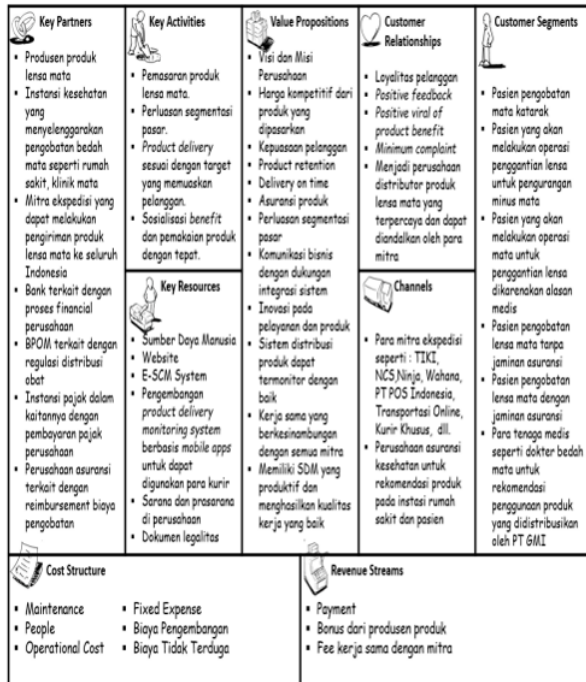 Key Partners
Produsen produk
lensa mata
Instansi kesehatan
yang
menyelenggarakan
pengobatan bedah
mata seperti rumah
sakit, klinik mata
Mitra ekspedisi yang
dapat melakukan
pengiriman produk
lensa mata ke seluruh
Indonesia
Bank terkait dengan
proses financial
perusahaan
BPOM terkait dengan
regulasi distribusi
obat
Instansi pajak dalam
kaitannya dengan
pembayaran pajak
perusahaan
Perusahaan asuransi
terkait dengan
reimbursement biaya
pengobatan
Key Activities
Pemasaran produk
lensa mata.
Perluasan segmentasi
pasar.
Product delivery
sesuai dengan target
yang memuaskan
pelanggan.
Sosialisasi benefit
dan pemakaian produk
dengan tepat.
Key Resources
Sumber Daya Manusia
Website
E-SCM System
Pengembangan
product delivery
monitoring system
berbasis mobile apps
untuk dapat
digunakan para kurir
Sarana dan prasarana
di perusahaan
Dokumen legalitas
Value Propositions
Visi dan Misi
Perusahaan
Harga kompetitif dari
produk yang
dipasarkan
Kepuasaan pelanggan
Product retention
Delivery on time
Asuransi produk
Perluasan segmentasi
pasar
Komunikasi bisnis
dengan dukungan
integrasi sistem
Inovasi pada
pelayanan dan produk
Sistem distribusi
produk dapat
termonitor dengan
baik
Kerja sama yang
berkesinambungan
dengan semua mitra
Memiliki SDM yang
produktif dan
menghasilkan kualitas
kerja yang baik
Customer
Relationships
Loyalitas pelanggan
Positive feedback
Positive viral of
product benefit
Minimum complaint
Menjadi perusahaan
distributor produk
lensa mata yang
terpercaya dan dapat
diandalkan oleh para
mitra
Channels
Para mitra ekspedisi
seperti : TIKI,
NCS,Ninja, Wahana,
PT POS Indonesia,
Transportasi Online,
Kurir Khusus, dll.
Perusahaan asuransi
kesehatan untuk
rekomendasi produk
pada instasi rumah
sakit dan pasien
Customer Segments
Pasien pengobatan
mata katarak
Pasien yang akan
melakukan operasi
penggantian lensa
untuk pengurangan
minus mata
Pasien yang akan
melakukan operasi
mata untuk
penggantian lensa
dikarenakan alasan
medis
Pasien pengobatan
lensa mata tanpa
jaminan asuransi
Pasien pengobatan
lensa mata dengan
jaminan asuransi
Para tenaga medis
seperti dokter bedah
mata untuk
rekomendasi
penggunaan produk
yang didistribusikan
oleh PT GMI
Cost Structure
Maintenance
People
Operational Cost
Fixed Expense
Biaya Pengembangan
Biaya Tidak Terduga
Revenue Streams
Payment
Bonus dari produsen produk
Fee kerja sama dengan mitra